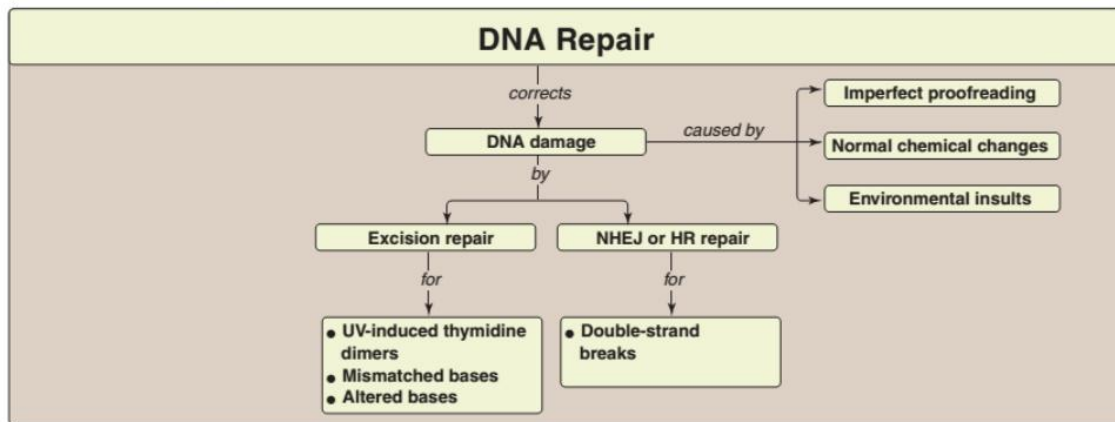 DNA Repair
corrects
Imperfect proofreading
DNA damage
caused by
Normal chemical changes
by
Environmental insults
Excision repair
NHEJ or HR repair
for
for
● UV-induced thymidine
dimers
● Mismatched bases
● Altered bases
● Double-strand
breaks